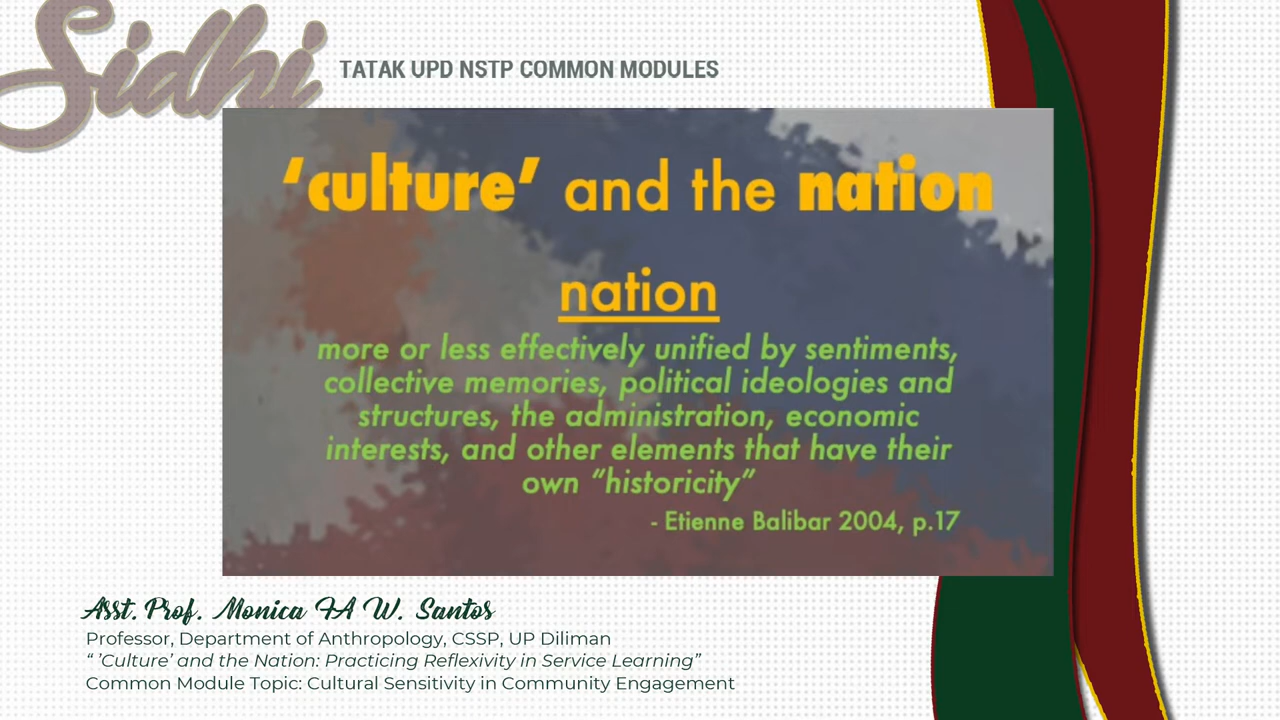 Sidhi
TATAK UPD NSTP COMMON MODULES
‘culture’ and the nation
nation
more or less effectively unified by sentiments,
collective memories, political ideologies and
structures, the administration, economic
interests, and other elements that have their
own “historicity”
- Etienne Balibar 2004, p.17
Asst. Prof. Monica FA W. Santos
Professor, Department of Anthropology, CSSP, UP Diliman
“ ’Culture’ and the Nation: Practicing Reflexivity in Service Learning”
Common Module Topic: Cultural Sensitivity in Community Engagement